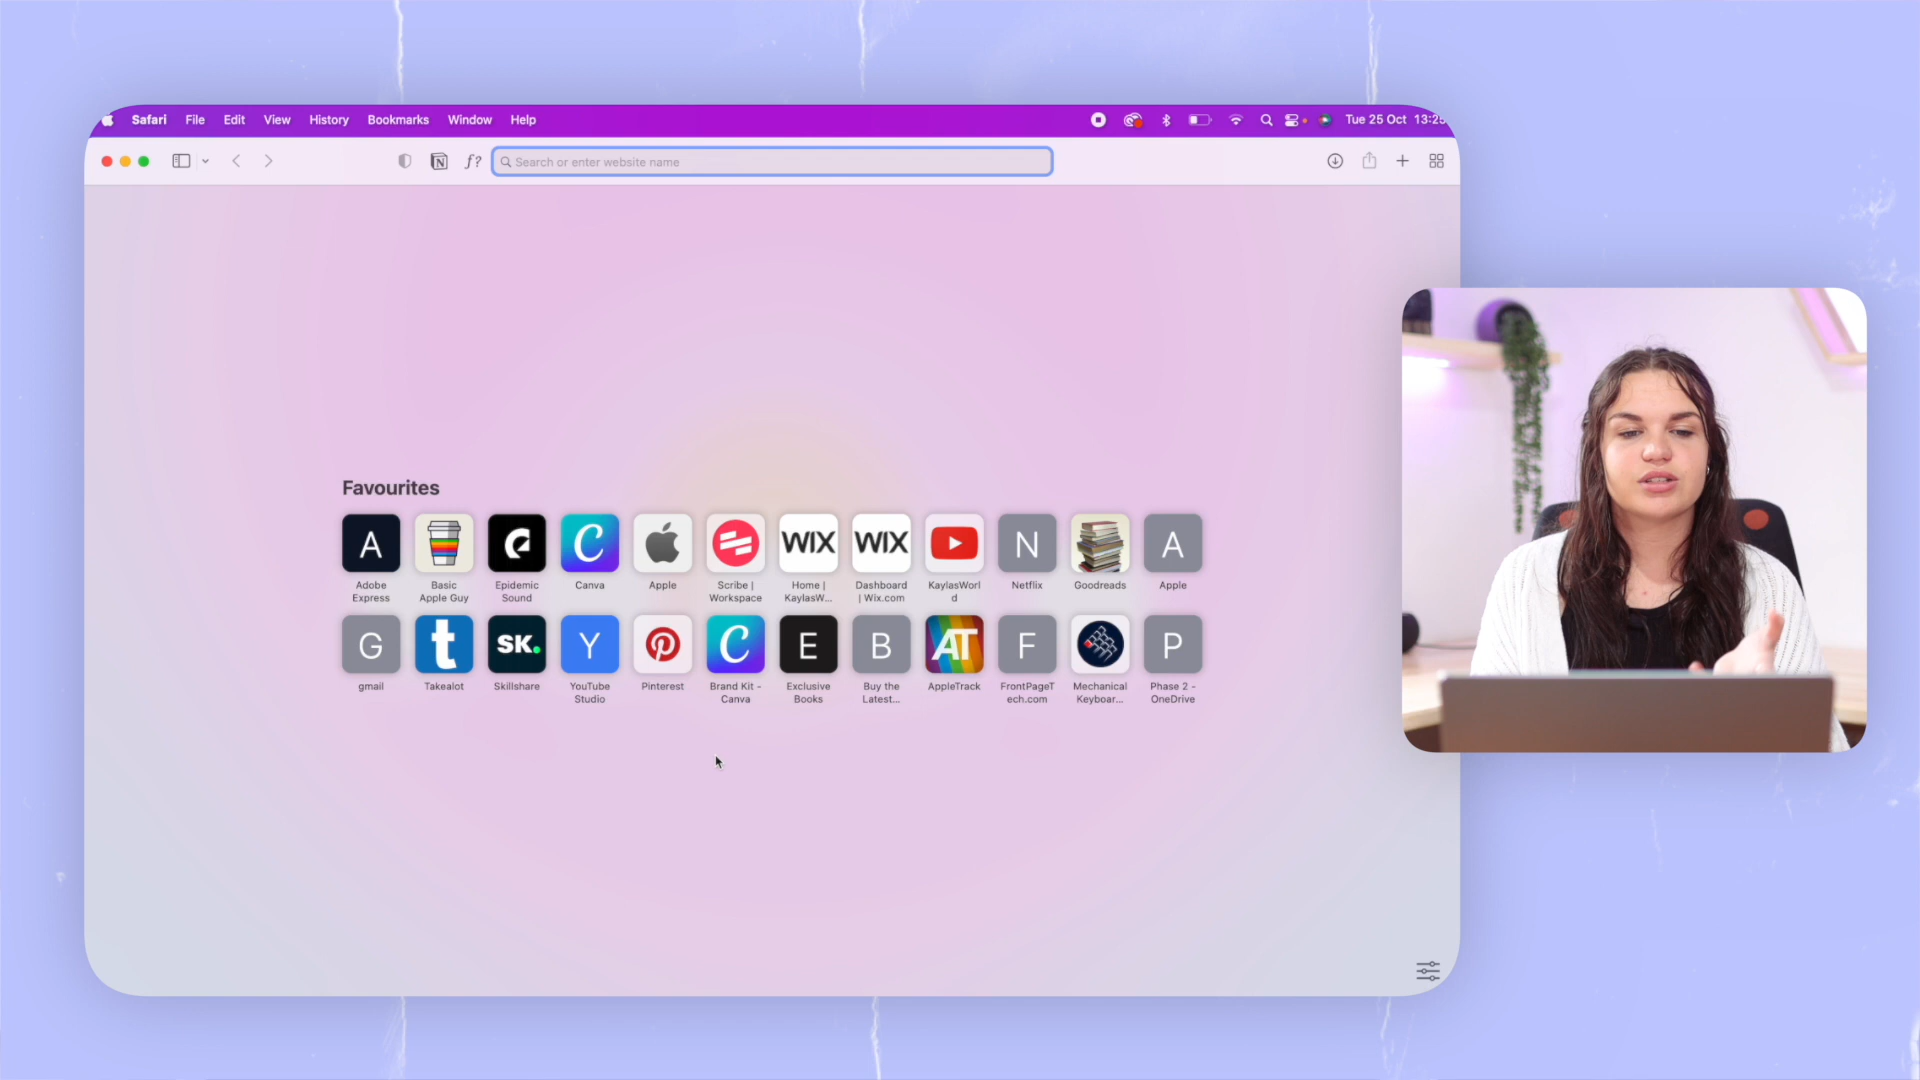 Safari File Edit View History Bookmarks Window Help Tue 25 Oct 13:25
N f? Search or enter website name
Favourites
A C WIX WIX N A
Adobe Express
Basic Apple Guy
Epidemic Sound
Canva
Apple
Scribe | Workspace
Home | KaylasW...
Dashboard | Wix.com
KaylasWorl d
Netflix
Goodreads
Apple
G t SK. Y C E B AT F P
gmail
Takealot
Skillshare
YouTube Studio
Pinterest
Brand Kit - Canva
Exclusive Books
Buy the Latest...
AppleTrack
FrontPageT ech.com
Mechanical Keyboar...
Phase 2 - OneDrive